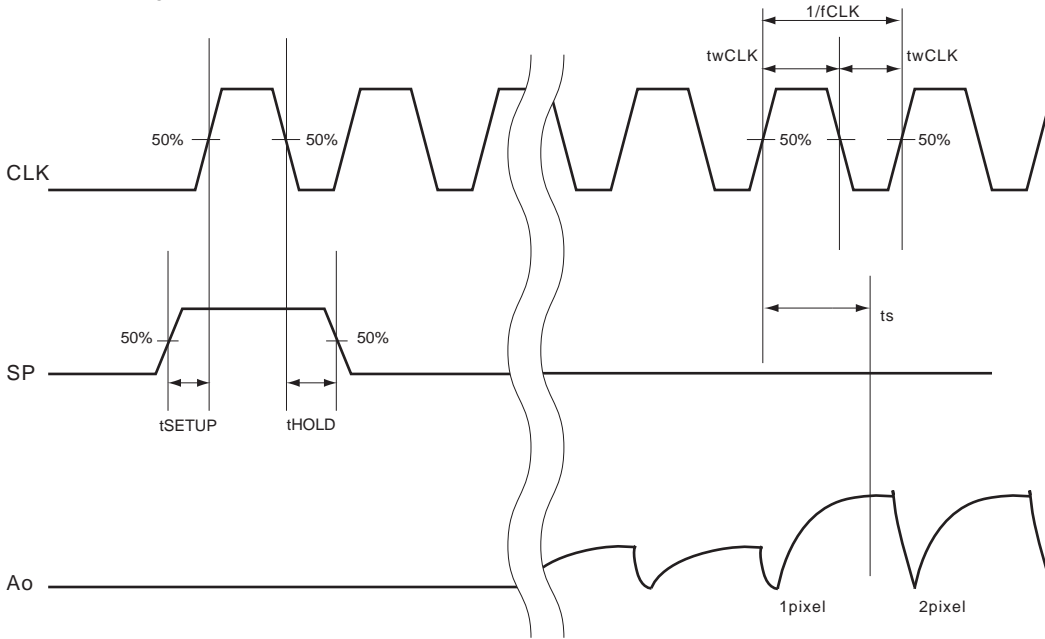 1/fCLK
twCLK
twCLK
50%
50%
50%
50%
CLK
50%
50%
ts
SP
tSETUP
tHOLD
Ao
1pixel
2pixel